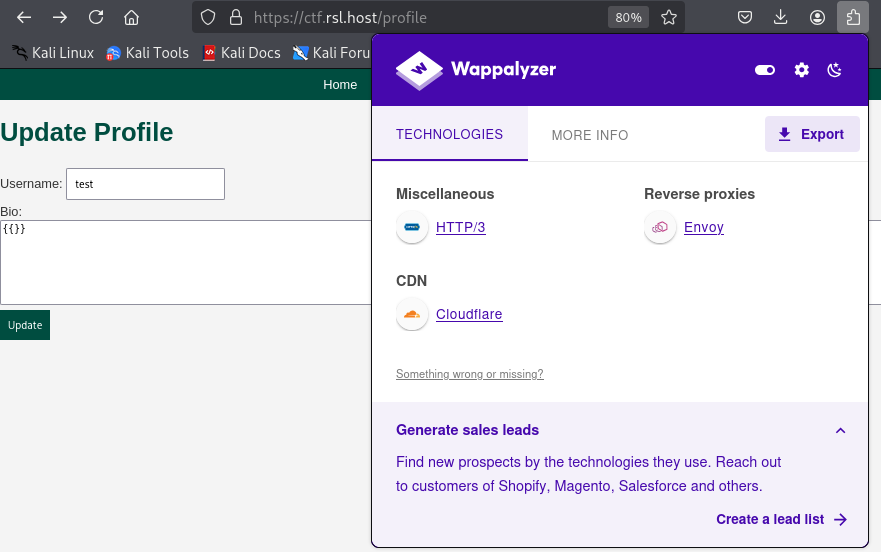 https://ctf.rsl.host/profile
80%
Kali Linux
Kali Tools
Kali Docs
Kali Foru
Home
Update Profile
Username:
test
Bio:
{{}}
Update
Wappalyzer
TECHNOLOGIES
MORE INFO
Export
Miscellaneous
HTTP/3
Reverse proxies
Envoy
CDN
Cloudflare
Something wrong or missing?
Generate sales leads
Find new prospects by the technologies they use. Reach out
to customers of Shopify, Magento, Salesforce and others.
Create a lead list